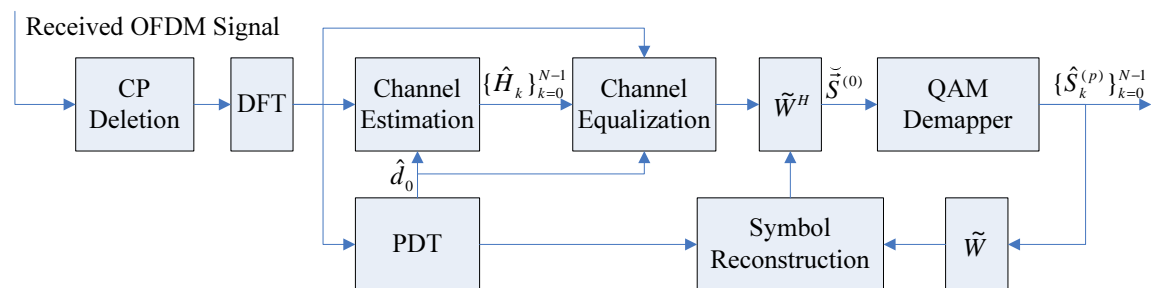 Received OFDM Signal
CP
Deletion
DFT
Channel
Estimation
{Ĥ_k}_{k=0}^{N-1}
Channel
Equalization
W̃^H
S̆⃗^{(0)}
QAM
Demapper
{Ŝ_k^{(p)}}_{k=0}^{N-1}
d̂_0
PDT
Symbol
Reconstruction
W̃